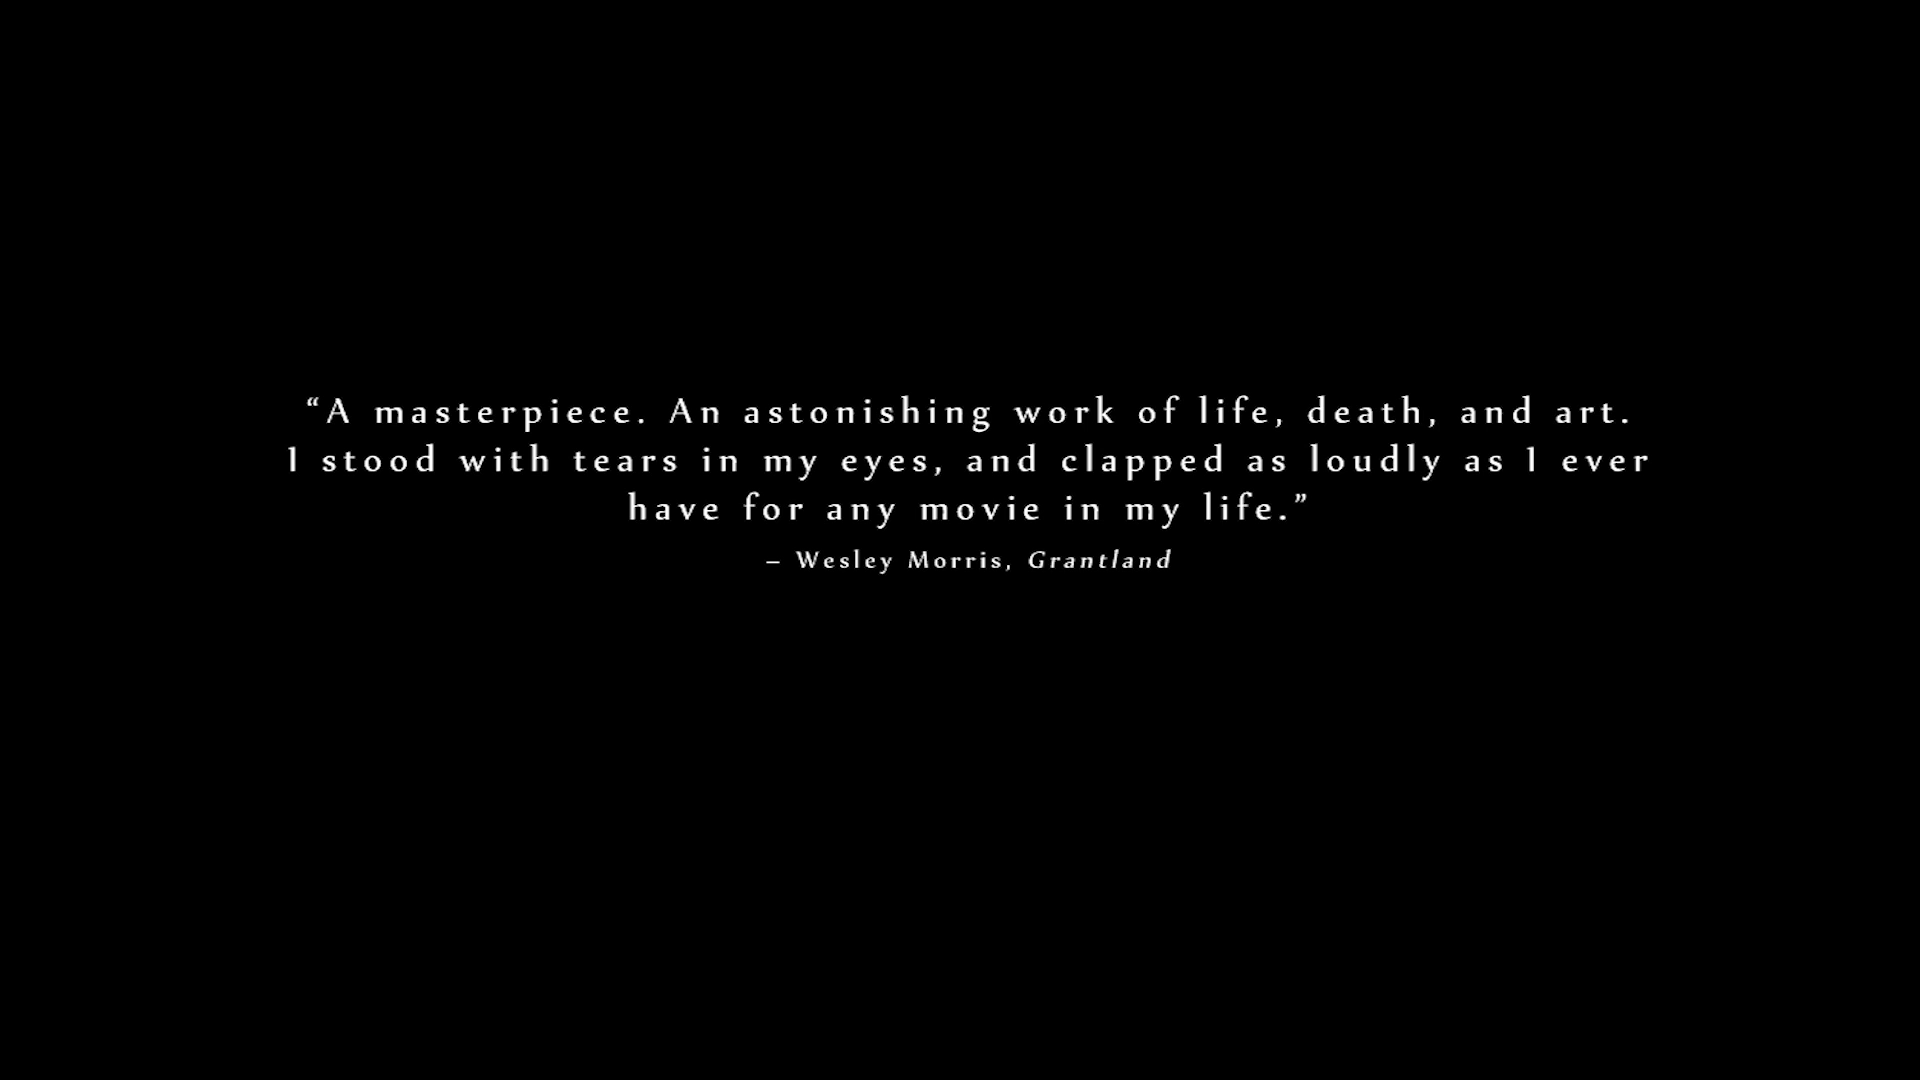 “A masterpiece. An astonishing work of life, death, and art.
I stood with tears in my eyes, and clapped as loudly as I ever
have for any movie in my life.”
– Wesley Morris, Grantland